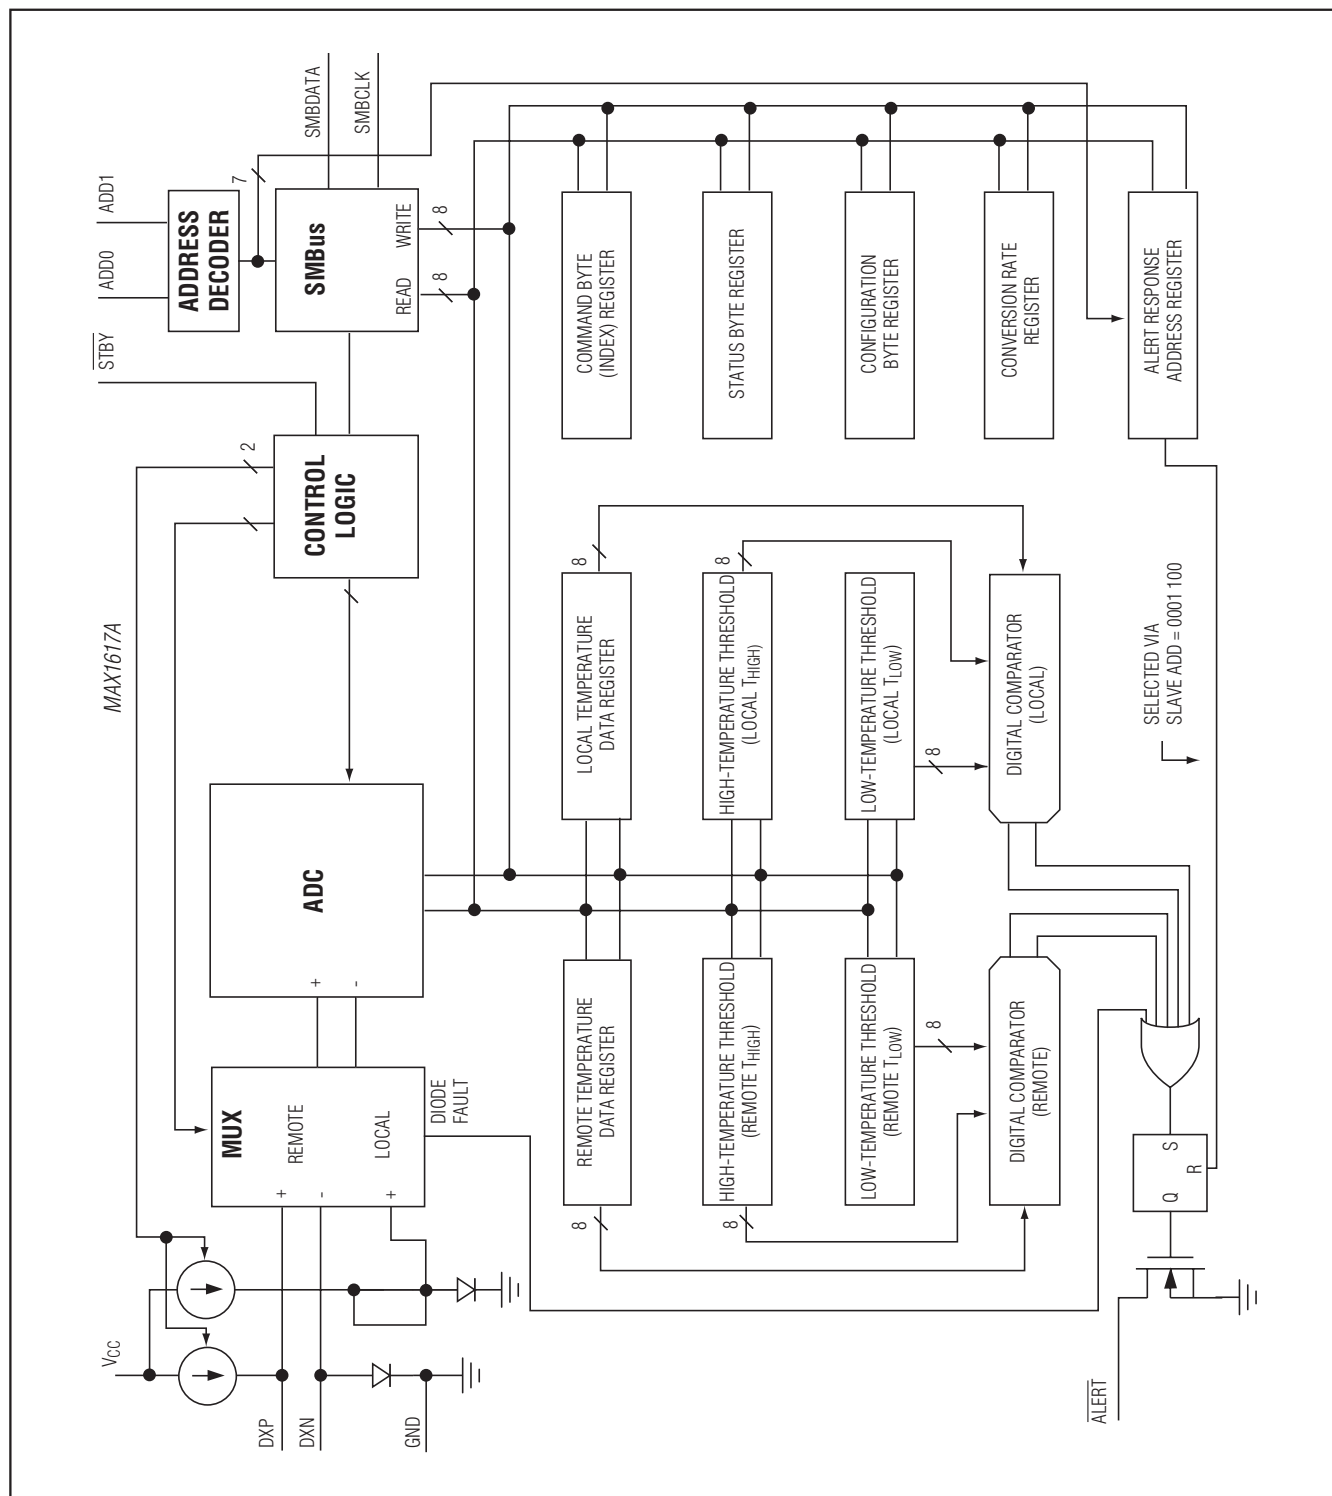 MAX1617A
VCC
DXP
DXN
GND
ADD0
ADD1
STBY
SMBDATA
SMBCLK
ADDRESS
DECODER
7
SMBus
READ
WRITE
8
8
CONTROL
LOGIC
2
ADC
+
-
MUX
REMOTE
LOCAL
+
-
+
DIODE
FAULT
COMMAND BYTE
(INDEX) REGISTER
STATUS BYTE REGISTER
CONFIGURATION
BYTE REGISTER
CONVERSION RATE
REGISTER
ALERT RESPONSE
ADDRESS REGISTER
REMOTE TEMPERATURE
DATA REGISTER
8
LOCAL TEMPERATURE
DATA REGISTER
8
HIGH-TEMPERATURE THRESHOLD
(REMOTE THIGH)
8
HIGH-TEMPERATURE THRESHOLD
(LOCAL THIGH)
8
LOW-TEMPERATURE THRESHOLD
(REMOTE TLOW)
8
LOW-TEMPERATURE THRESHOLD
(LOCAL TLOW)
8
DIGITAL COMPARATOR
(REMOTE)
DIGITAL COMPARATOR
(LOCAL)
SELECTED VIA
SLAVE ADD = 0001 100
Q
S
R
ALERT